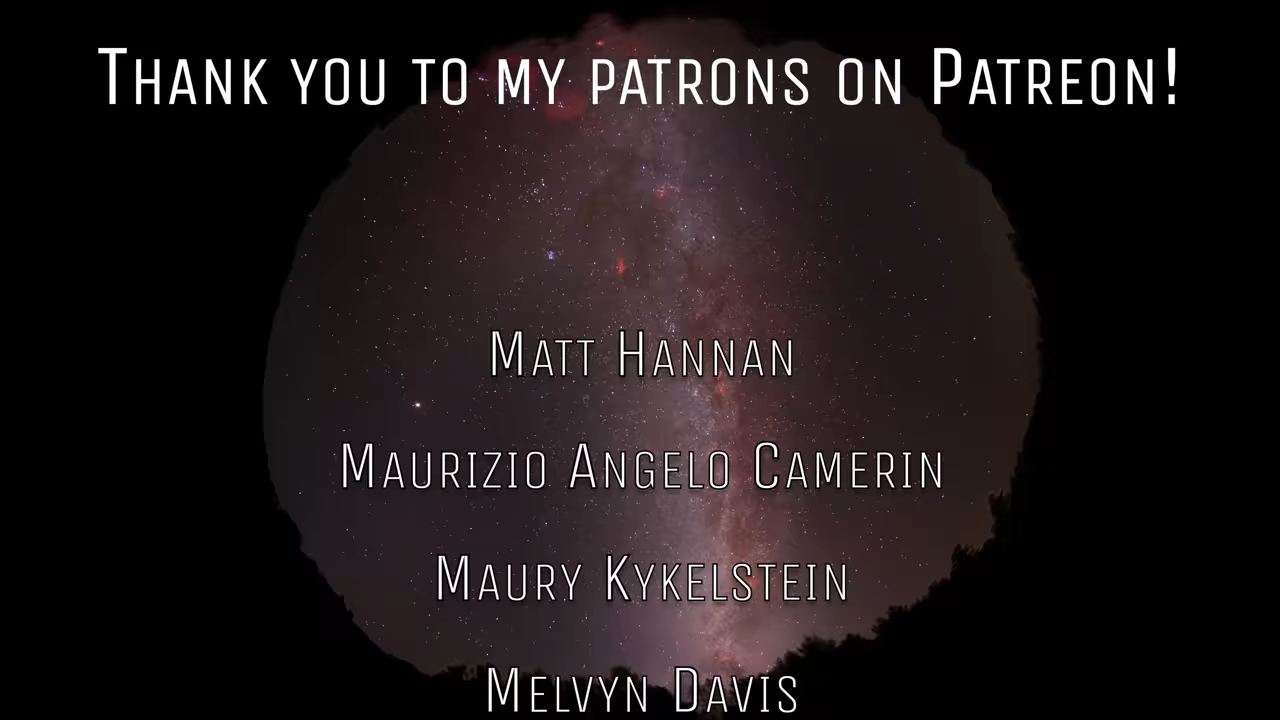 Thank you to my patrons on Patreon!
Matt Hannan
Maurizio Angelo Camerin
Maury Kykelstein
Melvyn Davis